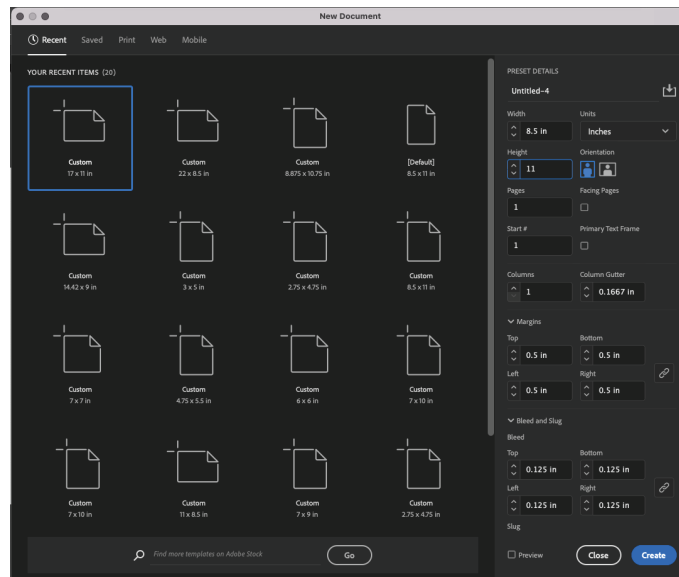 New Document
Recent Saved Print Web Mobile
YOUR RECENT ITEMS (20)
Custom
17 x 11 in
Custom
22 x 8.5 in
Custom
8.875 x 10.75 in
[Default]
8.5 x 11 in
Custom
14.42 x 9 in
Custom
3 x 5 in
Custom
2.75 x 4.75 in
Custom
8.5 x 11 in
Custom
7 x 7 in
Custom
4.75 x 5.5 in
Custom
6 x 6 in
Custom
7 x 10 in
Custom
7 x 10 in
Custom
11 x 8.5 in
Custom
7 x 9 in
Custom
2.75 x 4.75 in
Find more templates on Adobe Stock
Go
PRESET DETAILS
Untitled-4
Width Units
8.5 in Inches
Height Orientation
11
Pages Facing Pages
1
Start # Primary Text Frame
1
Columns Column Gutter
1 0.1667 in
Margins
Top Bottom
0.5 in 0.5 in
Left Right
0.5 in 0.5 in
Bleed and Slug
Bleed
Top Bottom
0.125 in 0.125 in
Left Right
0.125 in 0.125 in
Slug
Preview Close Create